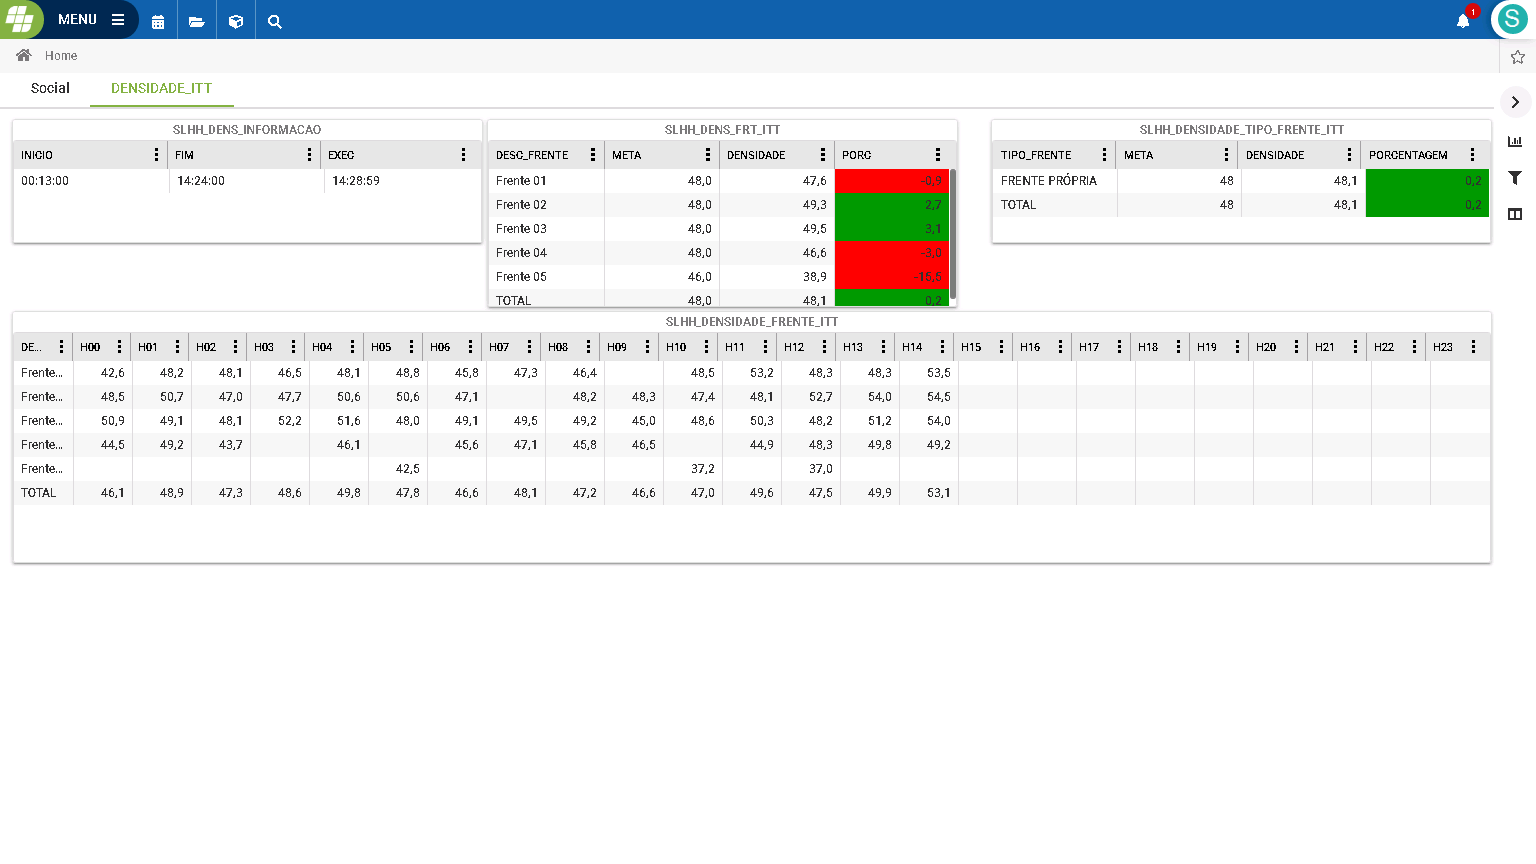 MENU
1
S
Home
Social DENSIDADE_ITT
SLHH_DENS_INFORMACAO
INICIO FIM EXEC
00:13:00 14:24:00 14:28:59
SLHH_DENS_FRT_ITT
DESC_FRENTE META DENSIDADE PORC
Frente 01 48,0 47,6 -0,9
Frente 02 48,0 49,3 2,7
Frente 03 48,0 49,5 3,1
Frente 04 48,0 46,6 -3,0
Frente 05 46,0 38,9
TOTAL 48,0 48,1 0,2
SLHH_DENSIDADE_TIPO_FRENTE_ITT
TIPO_FRENTE META DENSIDADE PORCENTAGEM
FRENTE PRÓPRIA 48 48,1 0,2
TOTAL 48 48,1 0,2
SLHH_DENSIDADE_FRENTE_ITT
DE... H00 H01 H02 H03 H04 H05 H06 H07 H08 H09 H10 H11 H12 H13 H14 H15 H16 H17 H18 H19 H20 H21 H22 H23
Frente... 42,6 48,2 48,1 46,5 48,1 48,8 45,8 47,3 46,4 48,5 53,2 48,3 48,3 53,5
Frente... 48,5 50,7 47,0 47,7 50,6 50,6 47,1 48,2 48,3 47,4 48,1 52,7 54,0 54,5
Frente... 50,9 49,1 48,1 52,2 51,6 48,0 49,1 49,5 49,2 45,0 48,6 50,3 48,2 51,2 54,0
Frente... 44,5 49,2 43,7 46,1 45,6 47,1 45,8 46,5 44,9 48,3 49,8 49,2
Frente... 42,5 37,2 37,0
TOTAL 46,1 48,9 47,3 48,6 49,8 47,8 46,6 48,1 47,2 46,6 47,0 49,6 47,5 49,9 53,1